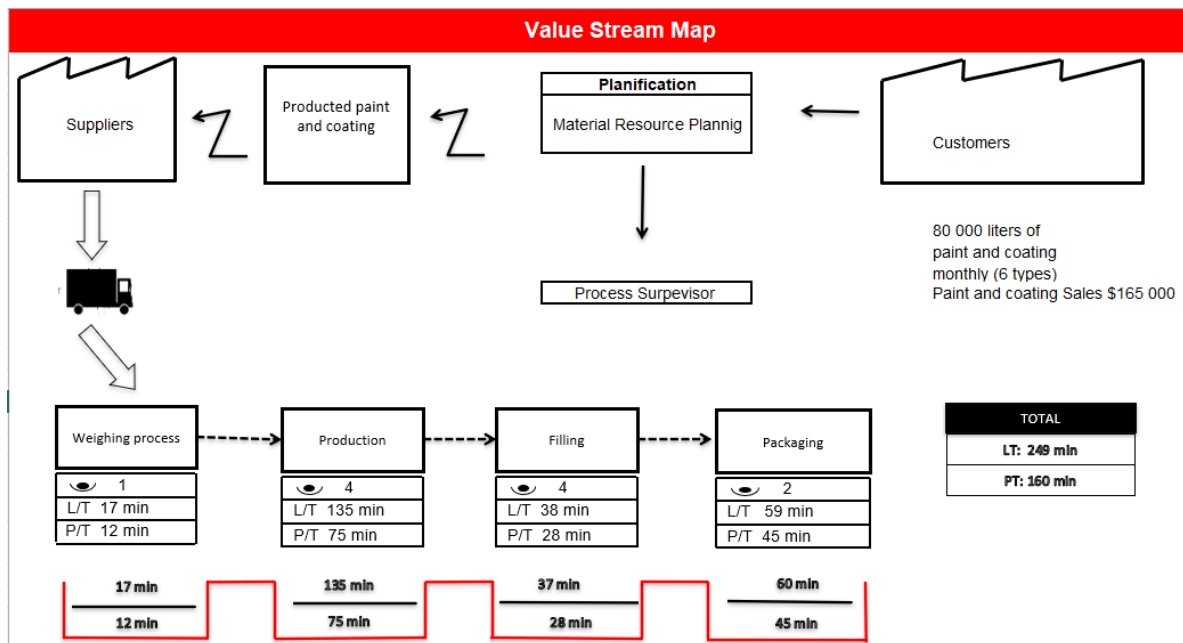 Value Stream Map
Suppliers
Producted paint
and coating
Planification
Material Resource Plannig
Customers
80 000 liters of
paint and coating
monthly (6 types)
Paint and coating Sales $165 000
Process Surpevisor
Weighing process
Production
Filling
Packaging
1
L/T 17 min
P/T 12 min
4
L/T 135 min
P/T 75 min
4
L/T 38 min
P/T 28 min
2
L/T 59 min
P/T 45 min
TOTAL
LT: 249 min
PT: 160 min
17 min
12 min
135 min
75 min
37 min
28 min
60 min
45 min